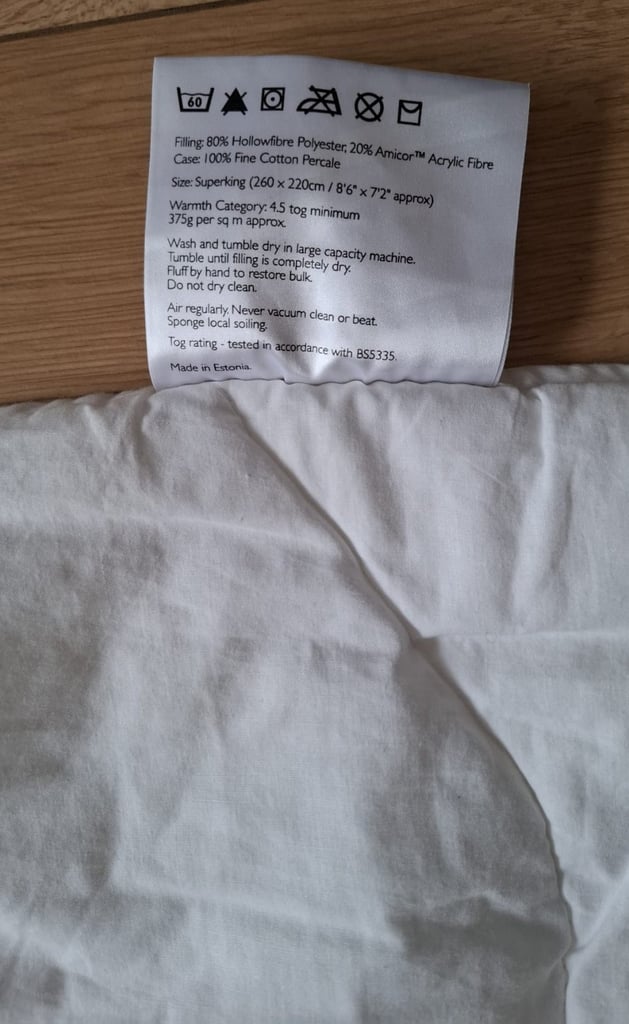 60
Filling: 80% Hollowfibre Polyester, 20% Amicor™ Acrylic Fibre
Case: 100% Fine Cotton Percale
Size: Superking (260 x 220cm / 8'6" x 7'2" approx)
Warmth Category: 4.5 tog minimum
375g per sq m approx.
Wash and tumble dry in large capacity machine.
Tumble until filling is completely dry.
Fluff by hand to restore bulk.
Do not dry clean.
Air regularly. Never vacuum clean or beat.
Sponge local soiling.
Tog rating - tested in accordance with BS5335.
Made in Estonia.